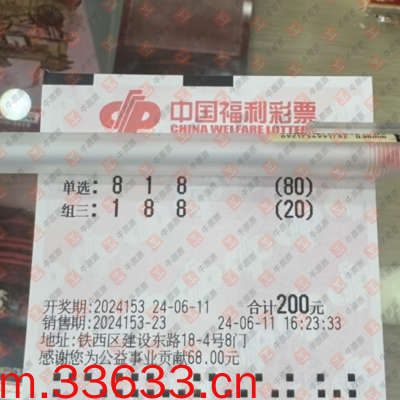 中国福利彩票
CHINA WELFARE LOTTERY
单选:8 1 8 (80)
组三:1 8 8 (20)
开奖期:2024153 24-06-11 合计200元
销售期:2024153-23 24-06-11 16:23:33
地址:铁西区建设东路18-4号8门
感谢您为公益事业贡献68.00元
m.33633.cn